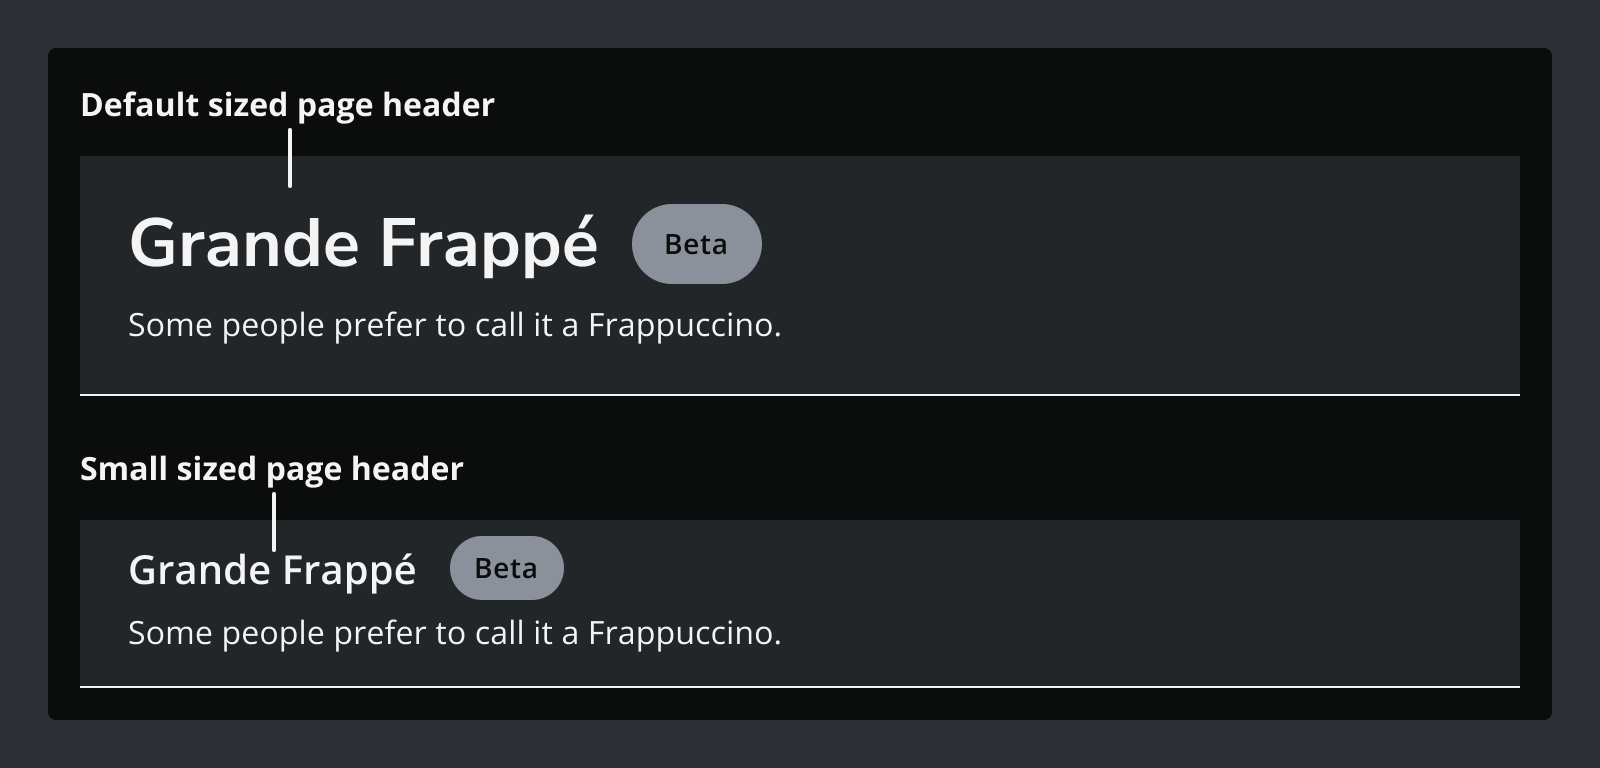 Default sized page header
Grande Frappé Beta
Some people prefer to call it a Frappuccino.
Small sized page header
Grande Frappé Beta
Some people prefer to call it a Frappuccino.